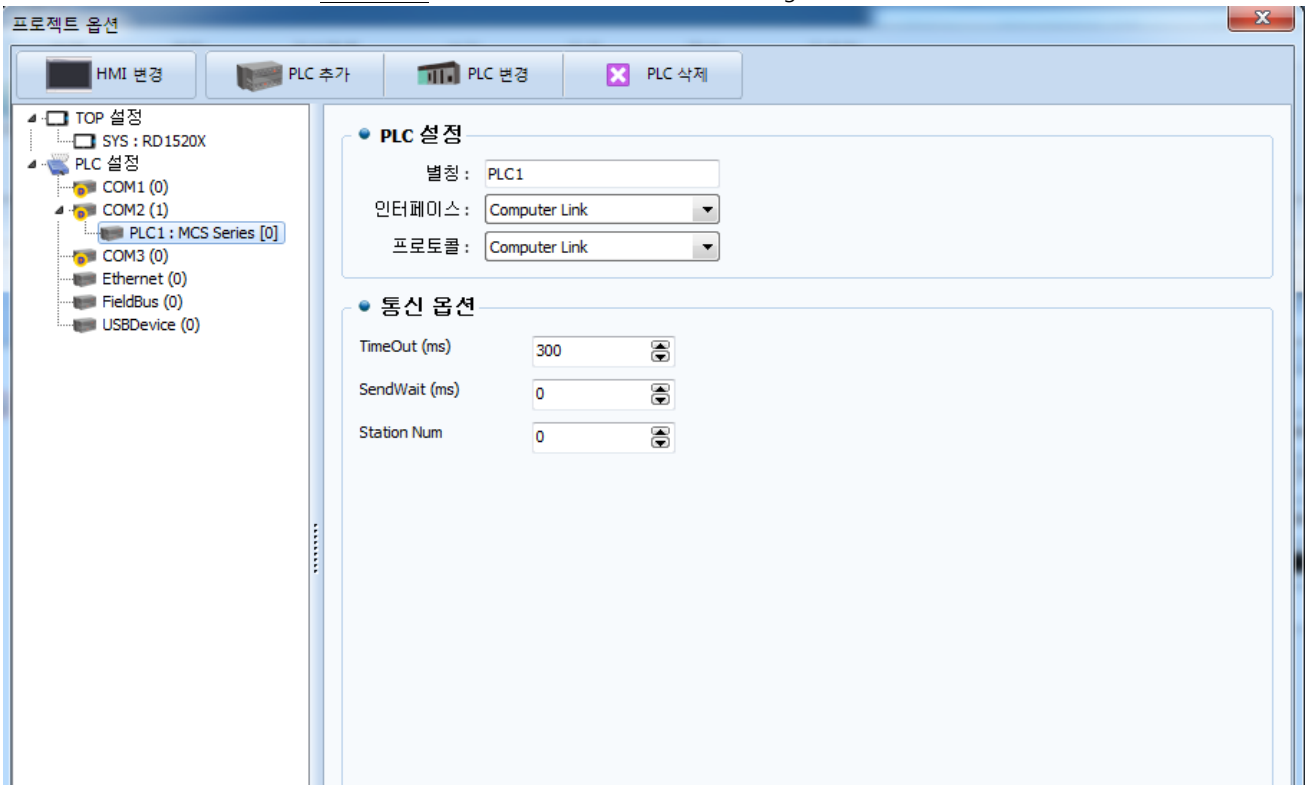 프로젝트 옵션
HMI 변경
PLC 추가
PLC 변경
PLC 삭제
TOP 설정
SYS : RD1520X
PLC 설정
COM1 (0)
COM2 (1)
PLC1 : MCS Series [0]
COM3 (0)
Ethernet (0)
FieldBus (0)
USBDevice (0)
PLC 설정
별칭 : PLC1
인터페이스 : Computer Link
프로토콜 : Computer Link
통신 옵션
TimeOut (ms) 300
SendWait (ms) 0
Station Num 0